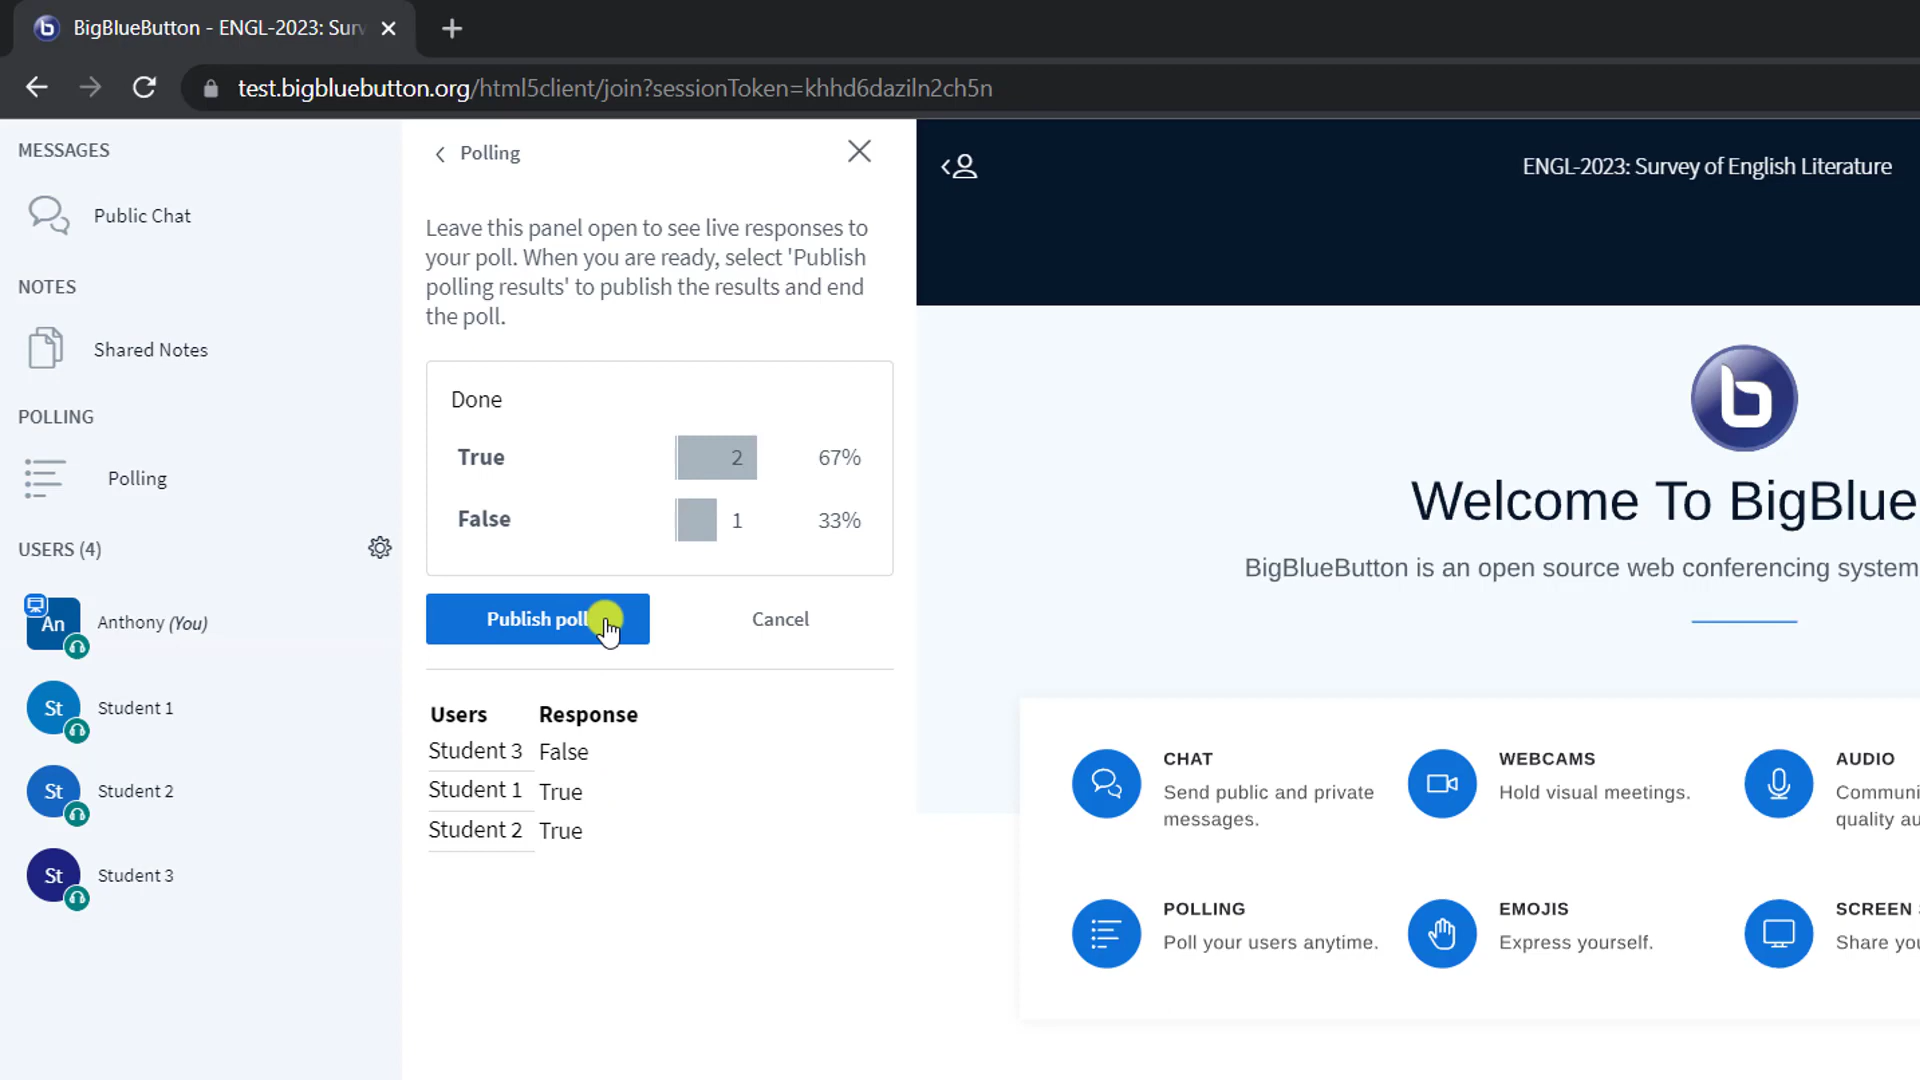 BigBlueButton - ENGL-2023: Sur
test.bigbluebutton.org/html5client/join?sessionToken=khhd6daziln2ch5n
MESSAGES
Public Chat
NOTES
Shared Notes
POLLING
Polling
USERS (4)
An
Anthony (You)
St
Student 1
St
Student 2
St
Student 3
Polling
Leave this panel open to see live responses to
your poll. When you are ready, select 'Publish
polling results' to publish the results and end
the poll.
Done
True 2 67%
False 1 33%
Publish poll
Cancel
Users Response
Student 3 False
Student 1 True
Student 2 True
ENGL-2023: Survey of English Literature
b
Welcome To BigBlue
BigBlueButton is an open source web conferencing system
CHAT
Send public and private
messages.
WEBCAMS
Hold visual meetings.
AUDIO
Communi
quality au
POLLING
Poll your users anytime.
EMOJIS
Express yourself.
SCREEN
Share you